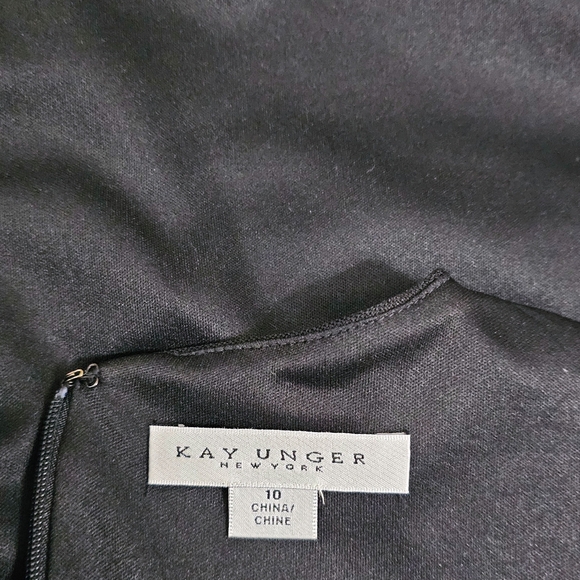 KAY UNGER
NEW YORK
10
CHINA/
CHINE